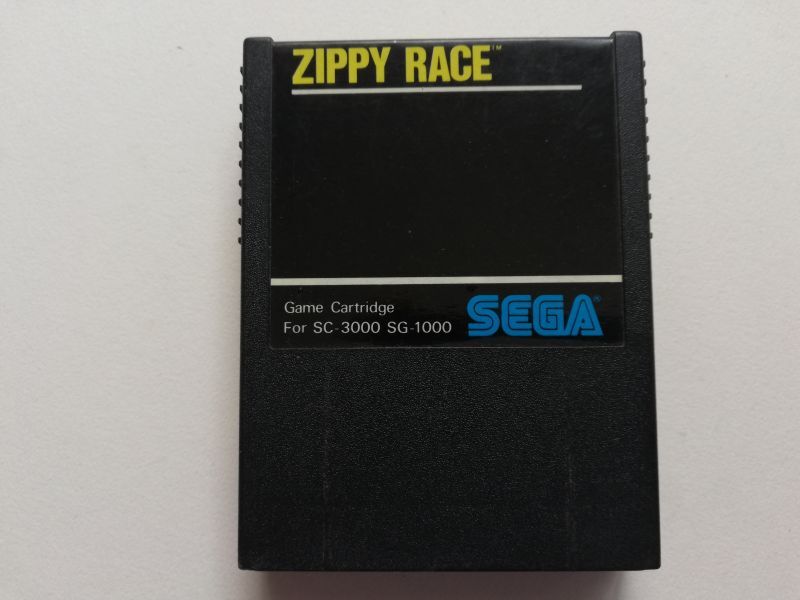 ZIPPY RACE™
Game Cartridge
For SC-3000 SG-1000
SEGA®